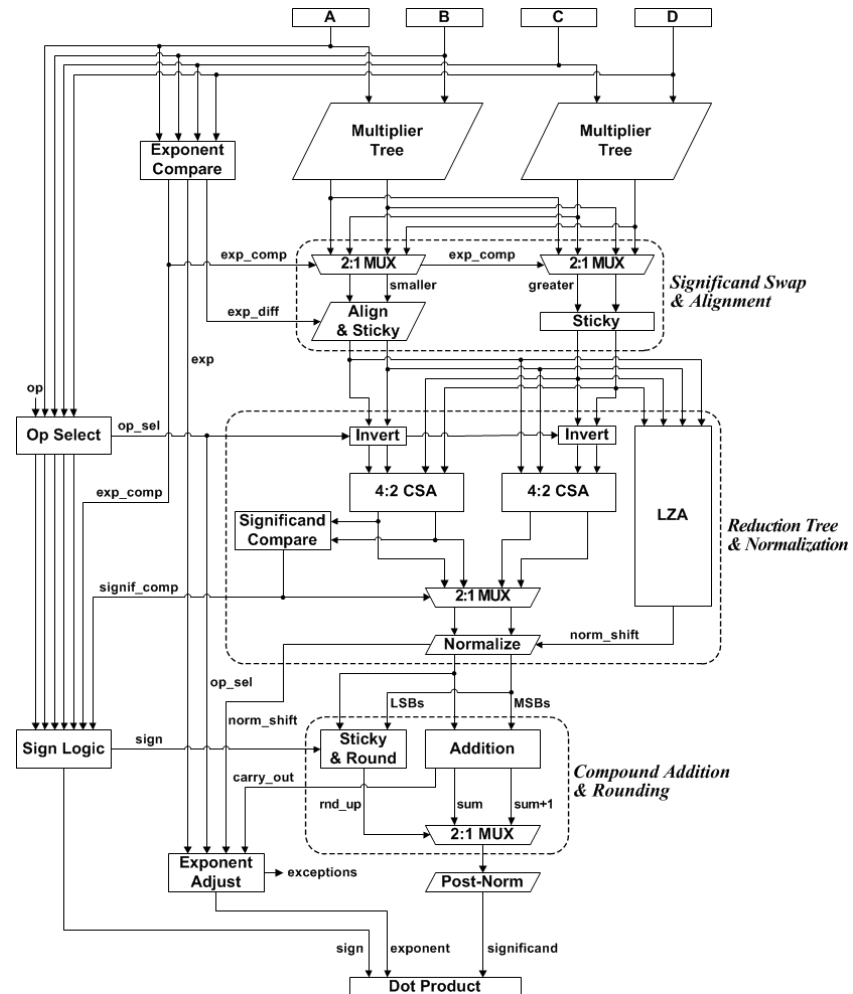 A B C D
Multiplier
Tree
Multiplier
Tree
Exponent
Compare
exp_comp
2:1 MUX
exp_comp
2:1 MUX
smaller
greater
Significand Swap
& Alignment
exp_diff
Align
& Sticky
Sticky
exp
op
Op Select
op_sel
Invert
Invert
exp_comp
4:2 CSA
4:2 CSA
LZA
Significand
Compare
Reduction Tree
& Normalization
signif_comp
2:1 MUX
norm_shift
Normalize
op_sel
norm_shift
LSBs
MSBs
Sign Logic
sign
Sticky
& Round
Addition
Compound Addition
& Rounding
carry_out
rnd_up
sum
sum+1
2:1 MUX
Exponent
Adjust
exceptions
Post-Norm
sign
exponent
significand
Dot Product